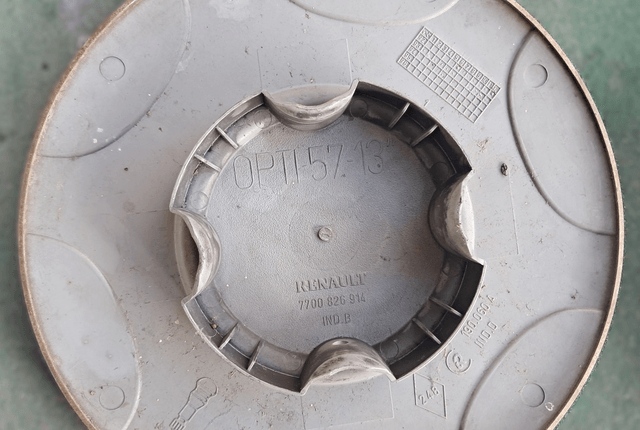 OPTI 57-13
RENAULT
7700 826 914
IND.B
IND.D